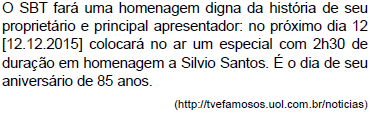 O SBT fará uma homenagem digna da história de seu
proprietário e principal apresentador: no próximo dia 12
[12.12.2015] colocará no ar um especial com 2h30 de
duração em homenagem a Silvio Santos. É o dia de seu
aniversário de 85 anos.
(http://tvefamosos.uol.com.br/noticias)